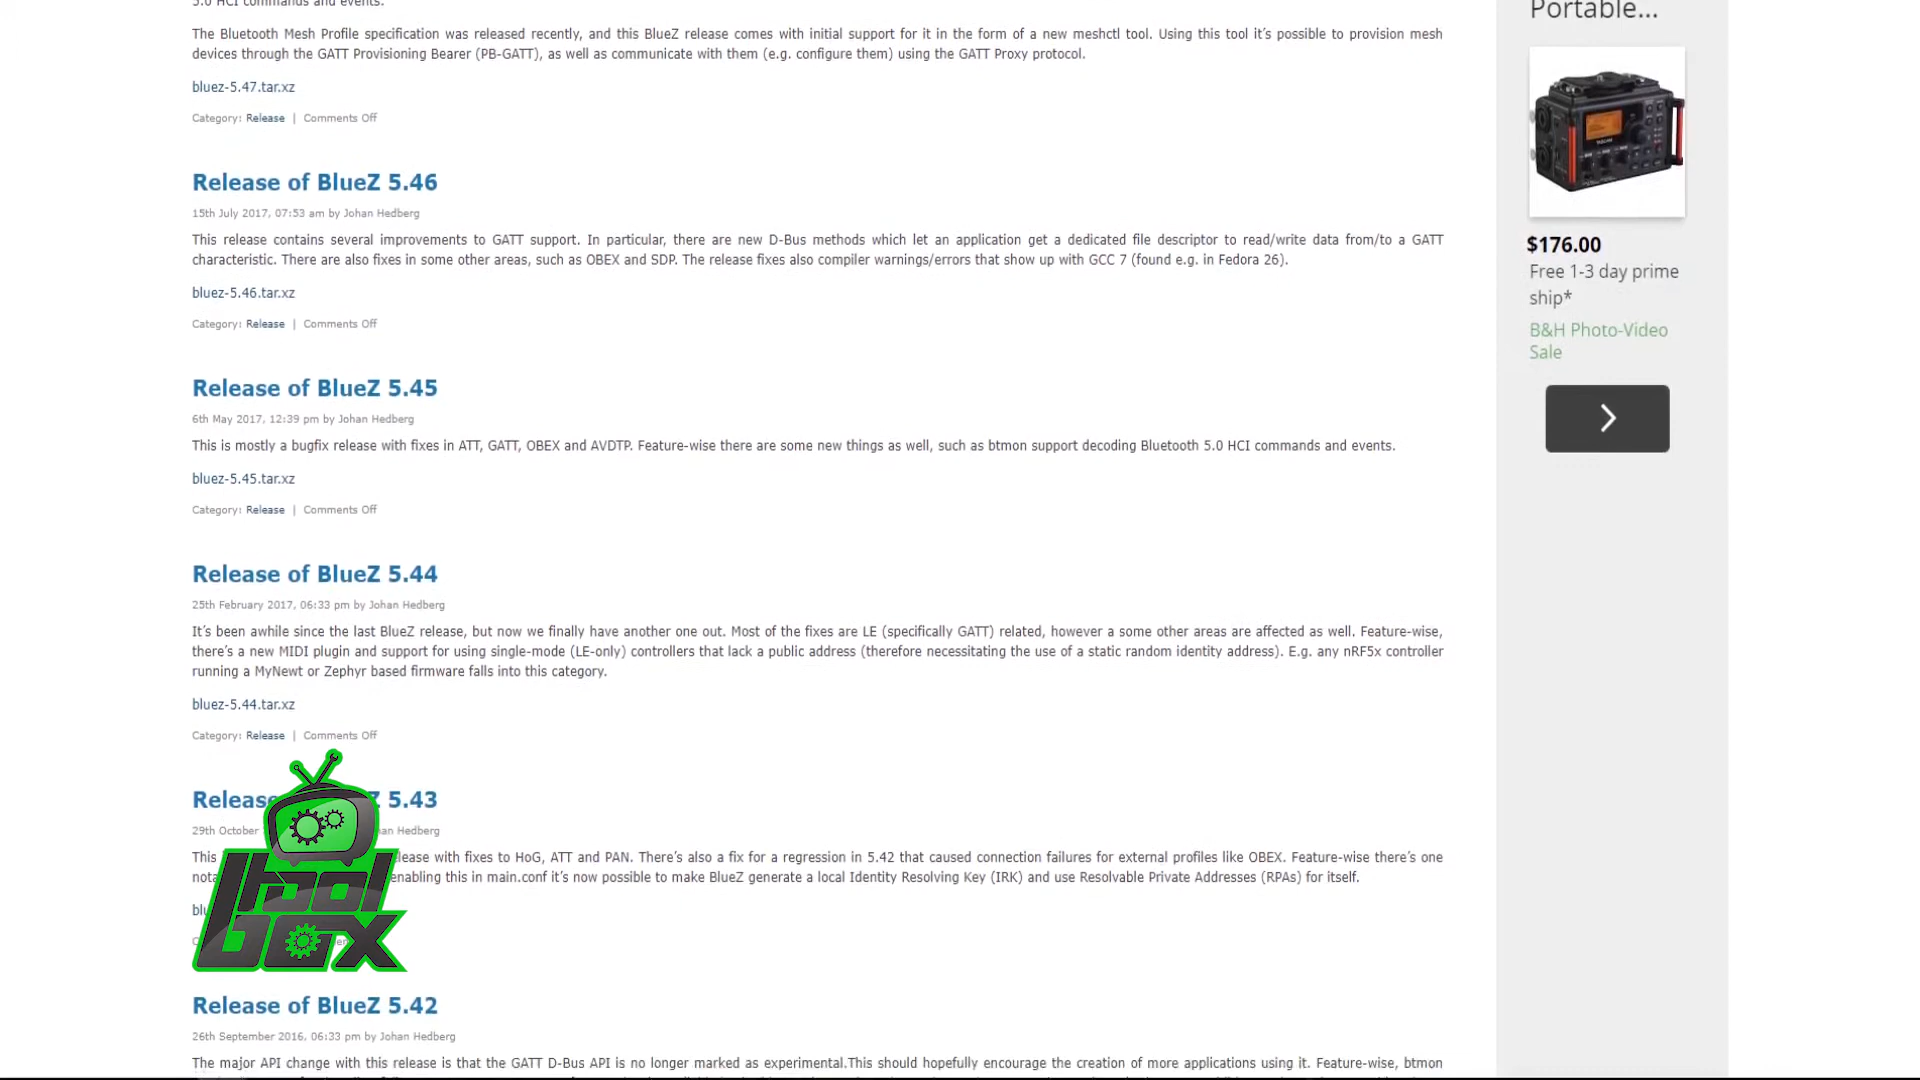 5.0 HCI commands and events.
The Bluetooth Mesh Profile specification was released recently, and this BlueZ release comes with initial support for it in the form of a new meshctl tool. Using this tool it's possible to provision mesh
devices through the GATT Provisioning Bearer (PB-GATT), as well as communicate with them (e.g. configure them) using the GATT Proxy protocol.
bluez-5.47.tar.xz
Category: Release | Comments Off
Release of BlueZ 5.46
15th July 2017, 07:53 am by Johan Hedberg
This release contains several improvements to GATT support. In particular, there are new D-Bus methods which let an application get a dedicated file descriptor to read/write data from/to a GATT
characteristic. There are also fixes in some other areas, such as OBEX and SDP. The release fixes also compiler warnings/errors that show up with GCC 7 (found e.g. in Fedora 26).
bluez-5.46.tar.xz
Category: Release | Comments Off
Release of BlueZ 5.45
6th May 2017, 12:39 pm by Johan Hedberg
This is mostly a bugfix release with fixes in ATT, GATT, OBEX and AVDTP. Feature-wise there are some new things as well, such as btmon support decoding Bluetooth 5.0 HCI commands and events.
bluez-5.45.tar.xz
Category: Release | Comments Off
Release of BlueZ 5.44
25th February 2017, 06:33 pm by Johan Hedberg
It's been awhile since the last BlueZ release, but now we finally have another one out. Most of the fixes are LE (specifically GATT) related, however a some other areas are affected as well. Feature-wise,
there's a new MIDI plugin and support for using single-mode (LE-only) controllers that lack a public address (therefore necessitating the use of a static random identity address). E.g. any nRF5x controller
running a MyNewt or Zephyr based firmware falls into this category.
bluez-5.44.tar.xz
Category: Release | Comments Off
Release Z 5.43
29th October Hedberg
This with fixes to HoG, ATT and PAN. There's also a fix for a regression in 5.42 that caused connection failures for external profiles like OBEX. Feature-wise there's one
enabling this in main.conf it's now possible to make BlueZ generate a local Identity Resolving Key (IRK) and use Resolvable Private Addresses (RPAs) for itself.
tool
box
Release of BlueZ 5.42
26th September 2016, 06:33 pm by Johan Hedberg
The major API change with this release is that the GATT D-Bus API is no longer marked as experimental.This should hopefully encourage the creation of more applications using it. Feature-wise, btmon
Portable...
TASCAM
$176.00
Free 1-3 day prime
ship*
B&H Photo-Video
Sale